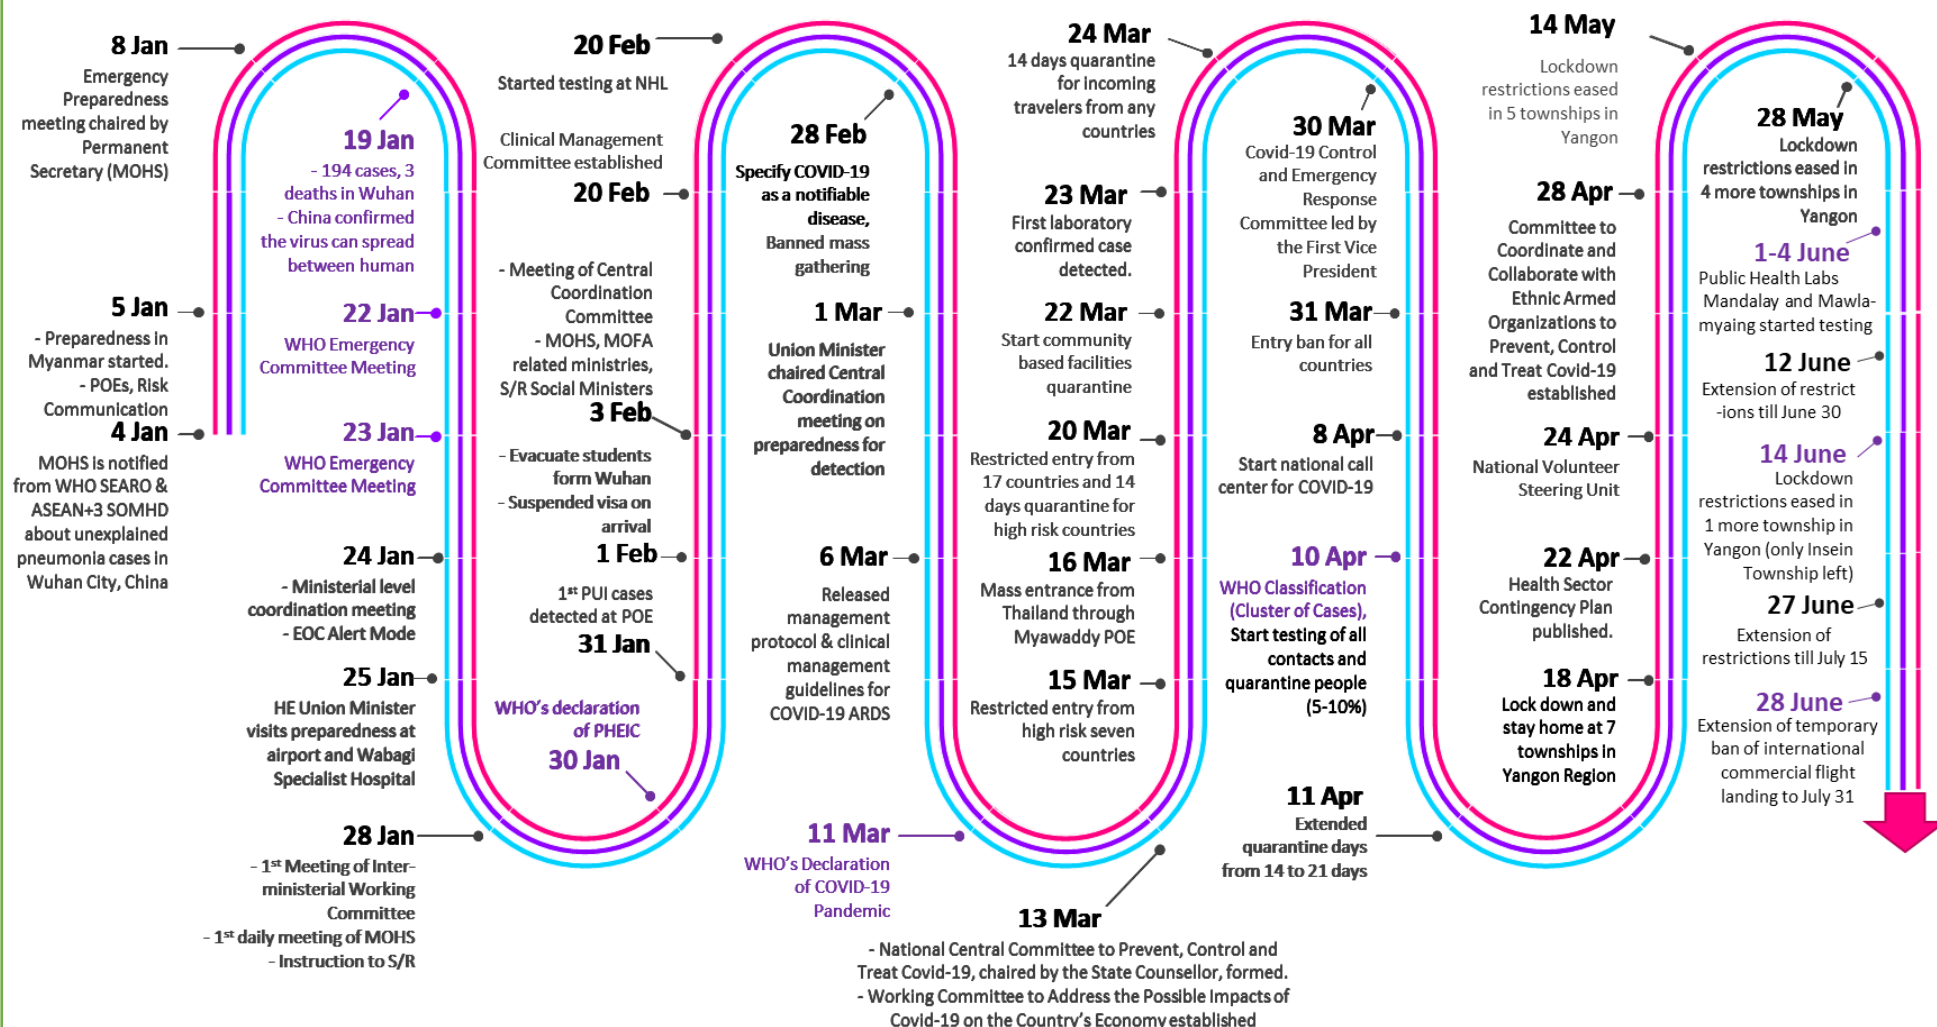 8 Jan
Emergency
Preparedness
meeting chaired by
Permanent
Secretary (MOHS)
5 Jan
- Preparedness in
Myanmar started.
- POEs, Risk
Communication
4 Jan
MOHS is notified
from WHO SEARO &
ASEAN+3 SOMHD
about unexplained
pneumonia cases in
Wuhan City, China
19 Jan
- 194 cases, 3
deaths in Wuhan
- China confirmed
the virus can spread
between human
22 Jan
WHO Emergency
Committee Meeting
23 Jan
WHO Emergency
Committee Meeting
24 Jan
- Ministerial level
coordination meeting
- EOC Alert Mode
25 Jan
HE Union Minister
visits preparedness at
airport and Wabagi
Specialist Hospital
28 Jan
- 1st Meeting of Inter-
ministerial Working
Committee
- 1st daily meeting of MOHS
- Instruction to S/R
20 Feb
Started testing at NHL
Clinical Management
Committee established
20 Feb
- Meeting of Central
Coordination
Committee
- MOHS, MOFA
related ministries,
S/R Social Ministers
3 Feb
- Evacuate students
form Wuhan
- Suspended visa on
arrival
1 Feb
1st PUI cases
detected at POE
31 Jan
WHO's declaration
of PHEIC
30 Jan
28 Feb
Specify COVID-19
as a notifiable
disease,
Banned mass
gathering
1 Mar
Union Minister
chaired Central
Coordination
meeting on
preparedness for
detection
6 Mar
Released
management
protocol & clinical
management
guidelines for
COVID-19 ARDS
11 Mar
WHO's Declaration
of COVID-19
Pandemic
13 Mar
- National Central Committee to Prevent, Control and
Treat Covid-19, chaired by the State Counsellor, formed.
- Working Committee to Address the Possible Impacts of
Covid-19 on the Country's Economy established
24 Mar
14 days quarantine
for incoming
travelers from any
countries
23 Mar
First laboratory
confirmed case
detected.
22 Mar
Start community
based facilities
quarantine
20 Mar
Restricted entry from
17 countries and 14
days quarantine for
high risk countries
16 Mar
Mass entrance from
Thailand through
Myawaddy POE
15 Mar
Restricted entry from
high risk seven
countries
30 Mar
Covid-19 Control
and Emergency
Response
Committee led by
the First Vice
President
31 Mar
Entry ban for all
countries
8 Apr
Start national call
center for COVID-19
10 Apr
WHO Classification
(Cluster of Cases),
Start testing of all
contacts and
quarantine people
(5-10%)
11 Apr
Extended
quarantine days
from 14 to 21 days
14 May
Lockdown
restrictions eased
in 5 townships in
Yangon
28 Apr
Committee to
Coordinate and
Collaborate with
Ethnic Armed
Organizations to
Prevent, Control
and Treat Covid-19
established
24 Apr
National Volunteer
Steering Unit
22 Apr
Health Sector
Contingency Plan
published.
18 Apr
Lock down and
stay home at 7
townships in
Yangon Region
28 May
Lockdown
restrictions eased in
4 more townships in
Yangon
1-4 June
Public Health Labs
Mandalay and Mawla-
myaing started testing
12 June
Extension of restrict
-ions till June 30
14 June
Lockdown
restrictions eased in
1 more township in
Yangon (only Insein
Township left)
27 June
Extension of
restrictions till July 15
28 June
Extension of temporary
ban of international
commercial flight
landing to July 31